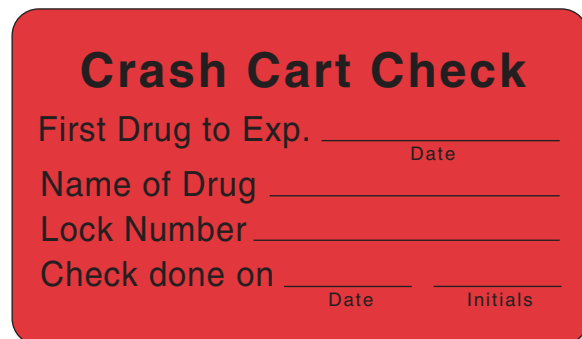 Crash Cart Check
First Drug to Exp.
Date
Name of Drug
Lock Number
Check done on
Date Initials